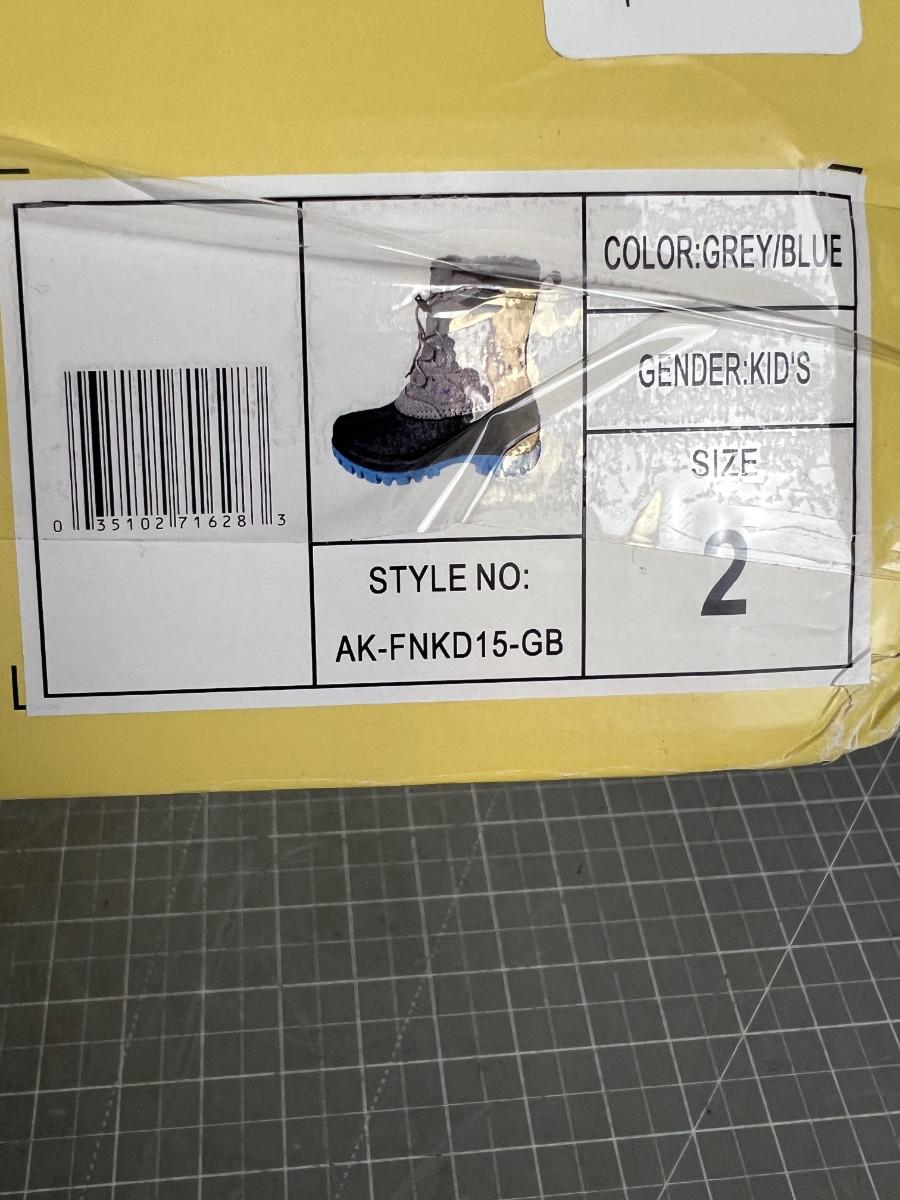 0 35102 71628 3
STYLE NO:
AK-FNKD15-GB
COLOR:GREY/BLUE
GENDER:KID'S
SIZE
2